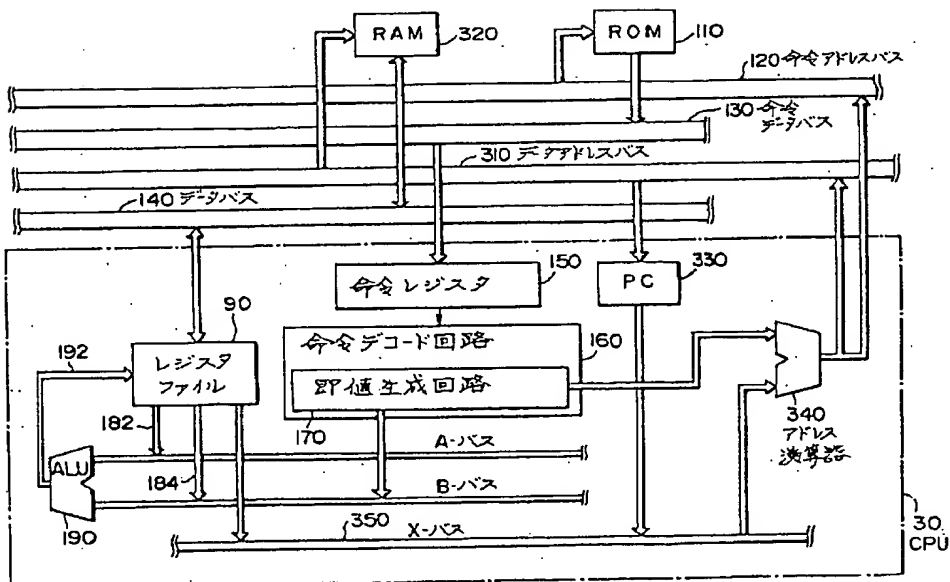 RAM
320
ROM
110
120 命令アドレスバス
130 命令
データバス
310 データアドレスバス
140 データバス
命令レジスタ
150
PC
330
90
192
レジスタ
ファイル
命令デコード回路
160
即値生成回路
170
182
184
A-バス
ALU
B-バス
190
340
アドレス
演算器
350
X-バス
30
CPU